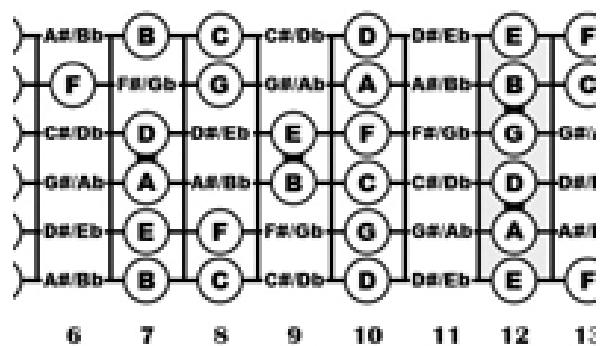 A#/Bb B C C#/Db D D#/Eb E F
F F#/Gb G G#/Ab A A#/Bb B C
C#/Db D D#/Eb E F F#/Gb G G#/
G#/Ab A A#/Bb B C C#/Db D D#/
D#/Eb E F F#/Gb G G#/Ab A A#/
A#/Bb B C C#/Db D D#/Eb E F
6 7 8 9 10 11 12 13